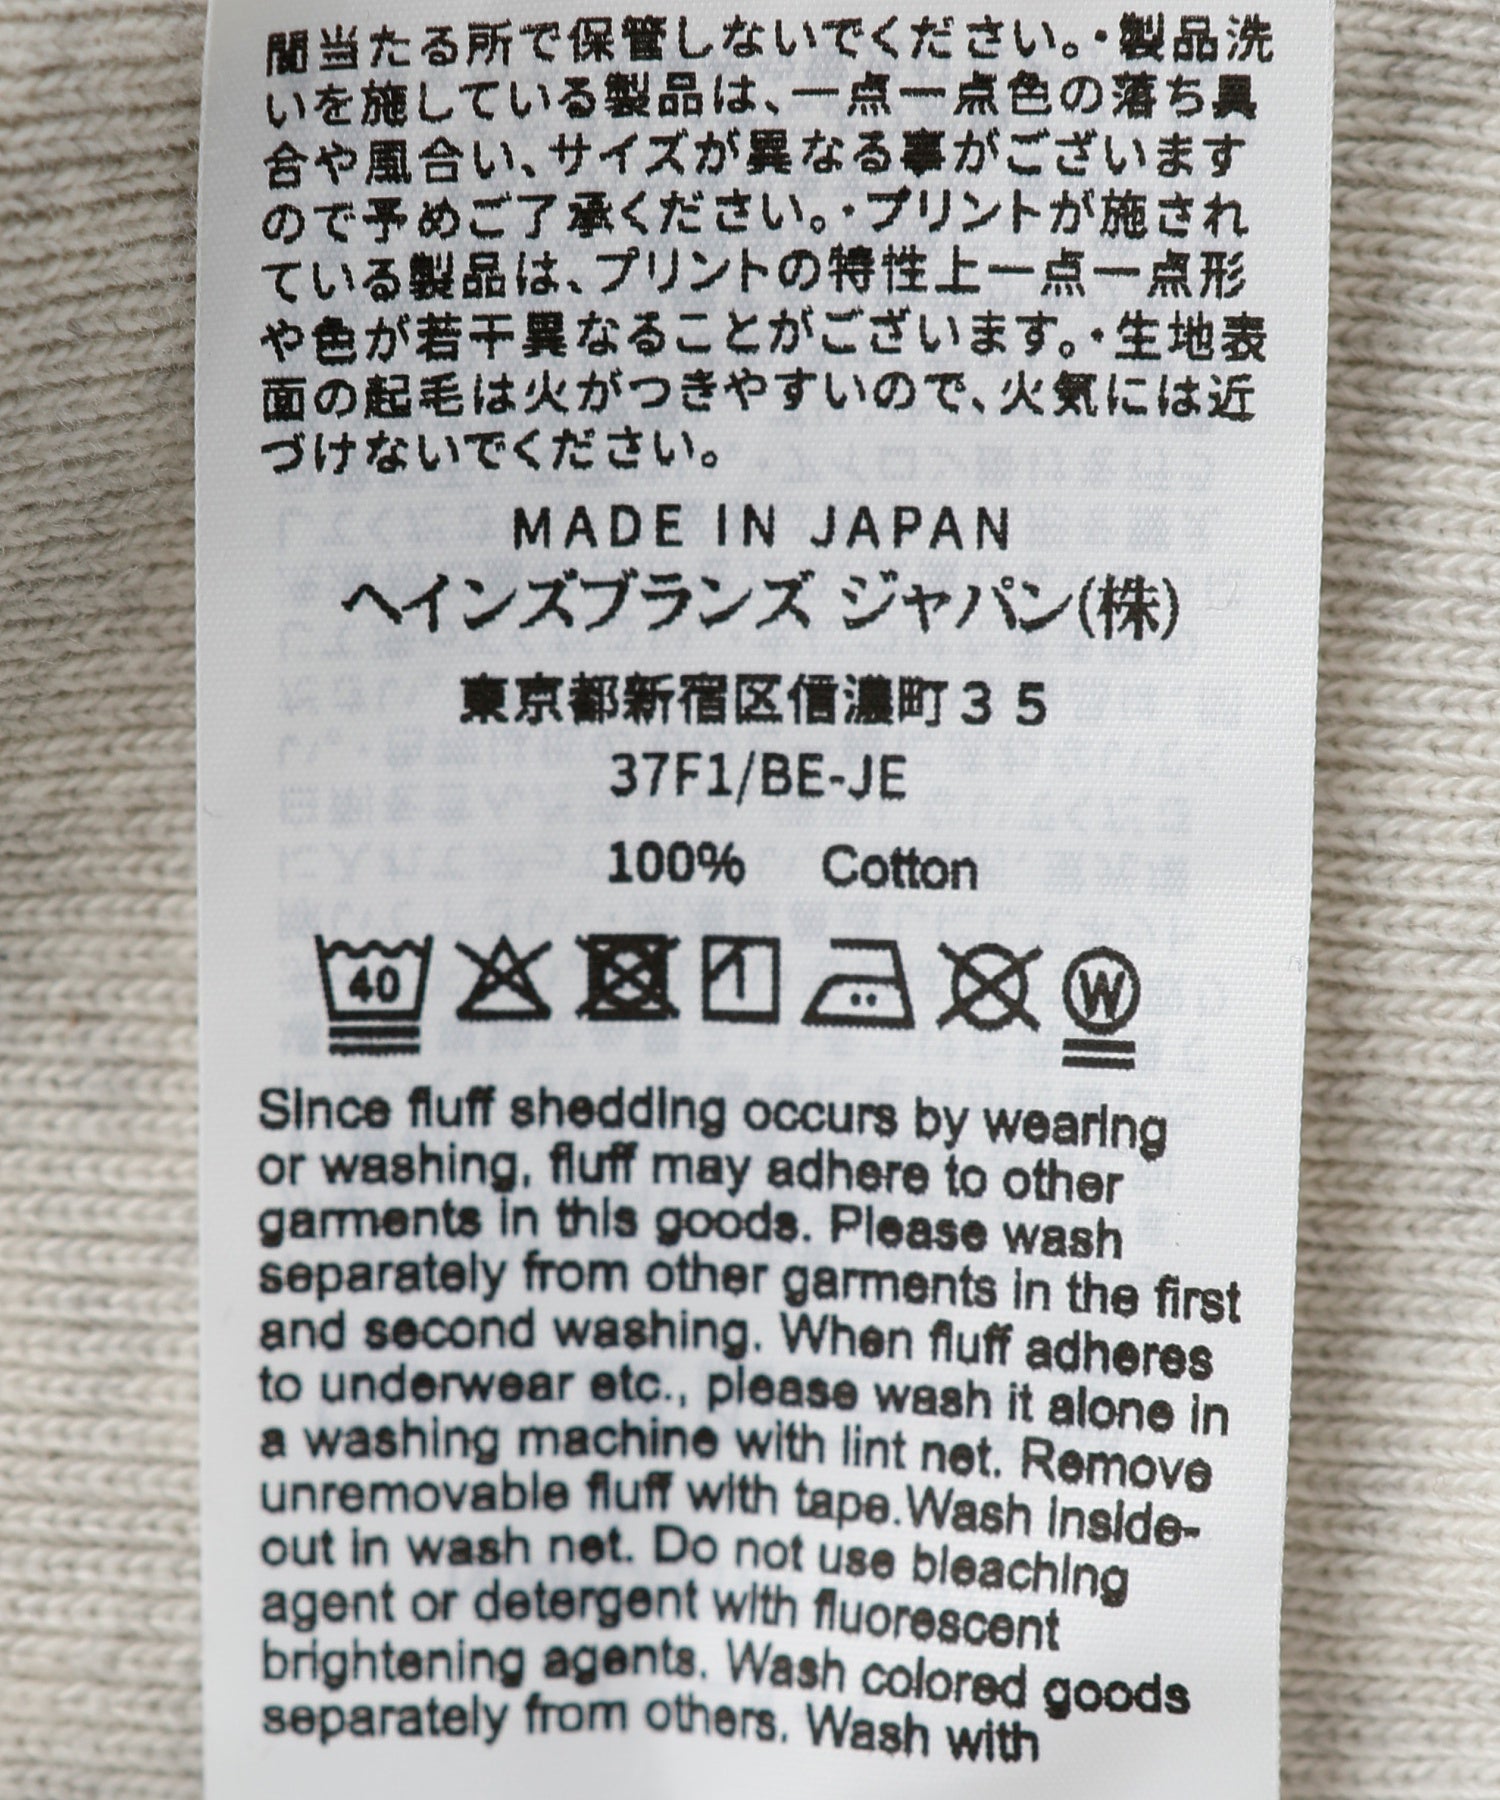 間当たる所で保管しないでください。・製品洗
いを施している製品は、一点一点色の落ち具
合や風合い、サイズが異なる事がございます
ので予めご了承ください。・プリントが施され
ている製品は、プリントの特性上一点一点形
や色が若干異なることがございます。・生地表
面の起毛は火がつきやすいので、火気には近
づけないでください。
MADE IN JAPAN
ヘインズブランズ ジャパン(株)
東京都新宿区信濃町３５
37F1/BE-JE
100% Cotton
40 W
Since fluff shedding occurs by wearing
or washing, fluff may adhere to other
garments in this goods. Please wash
separately from other garments in the first
and second washing. When fluff adheres
to underwear etc., please wash it alone in
a washing machine with lint net. Remove
unremovable fluff with tape.Wash inside-
out in wash net. Do not use bleaching
agent or detergent with fluorescent
brightening agents. Wash colored goods
separately from others. Wash with